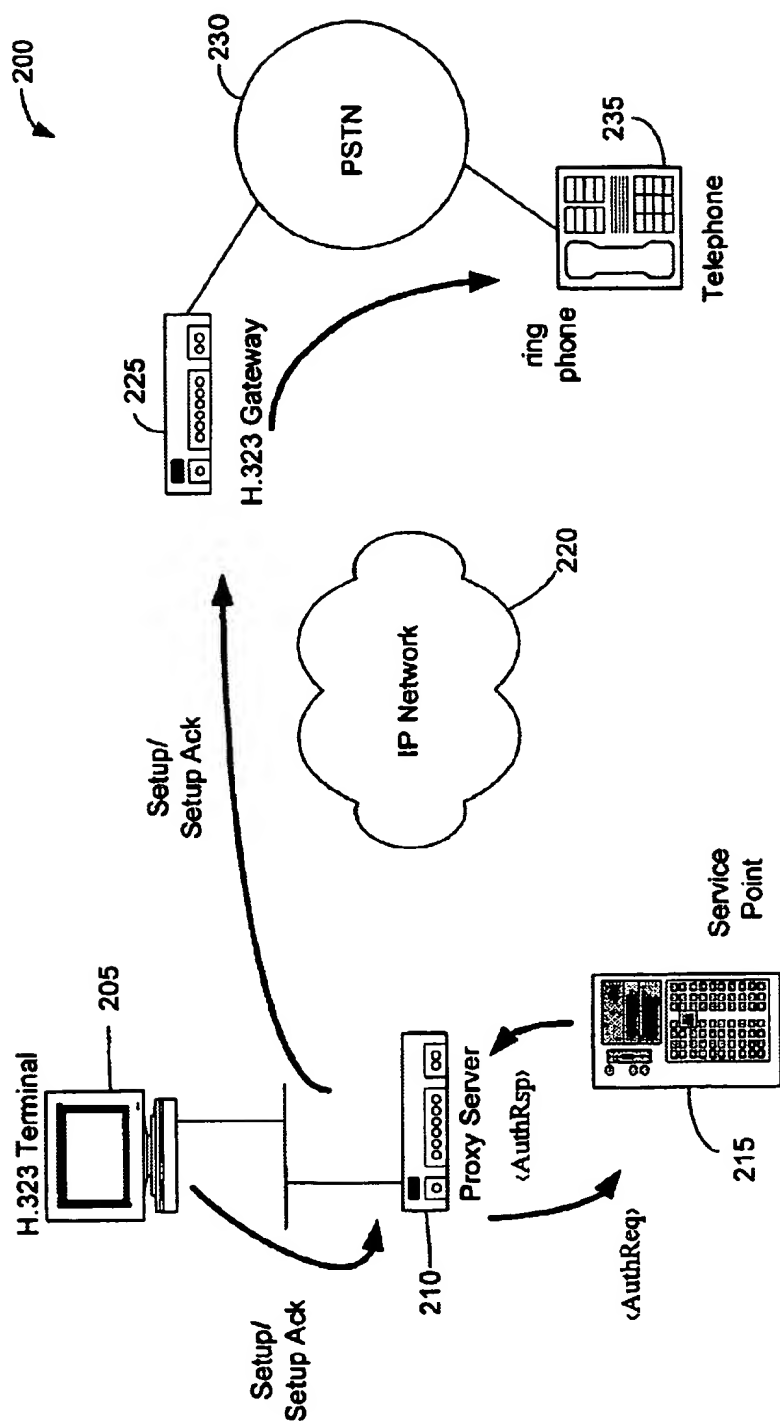 200
H.323 Terminal
205
Setup/
Setup Ack
210
Proxy Server
‹AuthReq›
‹AuthRsp›
215
Service
Point
Setup/
Setup Ack
IP Network
220
225
H.323 Gateway
230
PSTN
ring
phone
235
Telephone